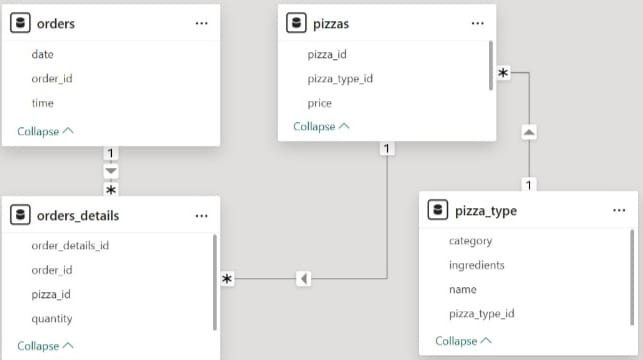 orders
...
date
order_id
time
Collapse
pizzas
...
pizza_id
pizza_type_id
price
Collapse
1
*
1
*
*
1
orders_details
...
order_details_id
order_id
pizza_id
quantity
Collapse
pizza_type
...
category
ingredients
name
pizza_type_id
Collapse